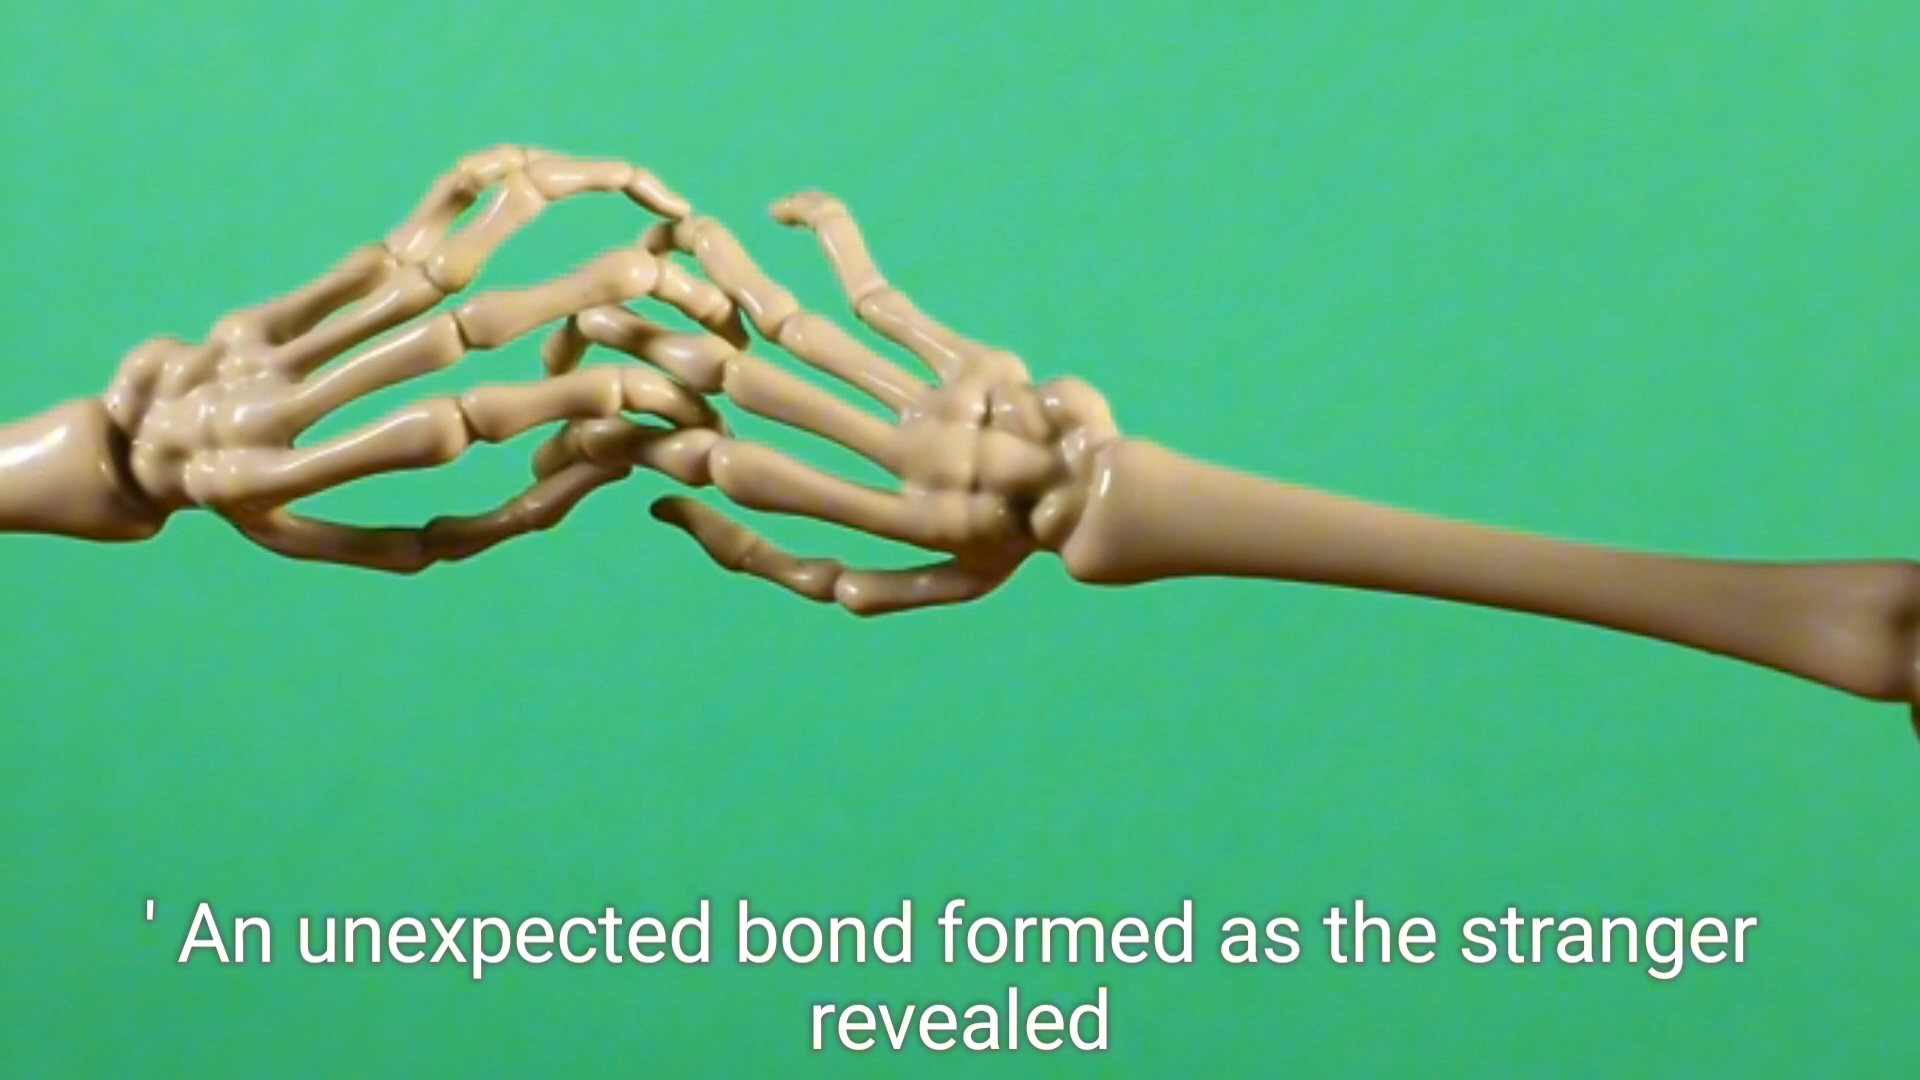 ' An unexpected bond formed as the stranger
revealed